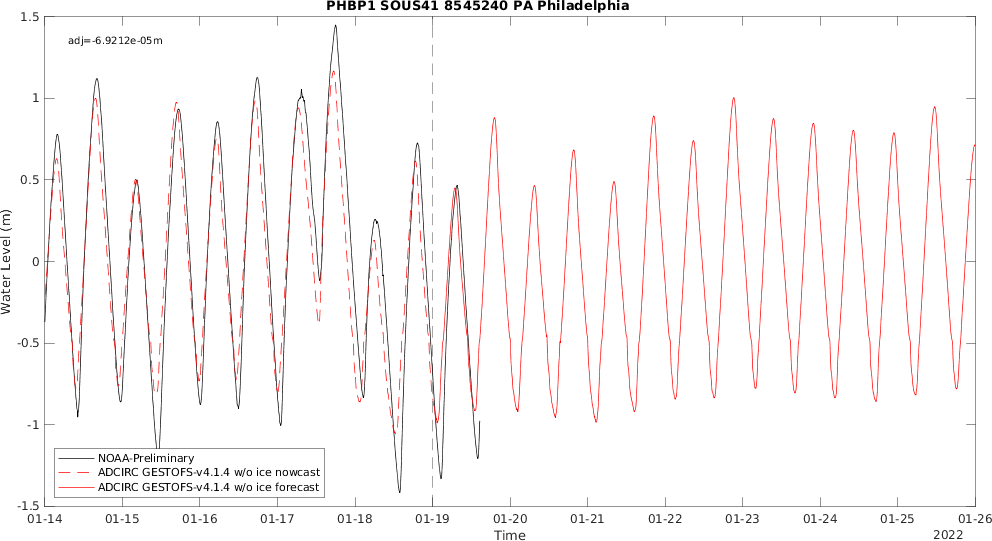 PHBP1 SOUS41 8545240 PA Philadelphia
adj=-6.9212e-05m
1.5
1
0.5
0
-0.5
-1
-1.5
Water Level (m)
NOAA-Preliminary
ADCIRC GESTOFS-v4.1.4 w/o ice nowcast
ADCIRC GESTOFS-v4.1.4 w/o ice forecast
01-14 01-15 01-16 01-17 01-18 01-19 01-20 01-21 01-22 01-23 01-24 01-25 01-26
Time
2022